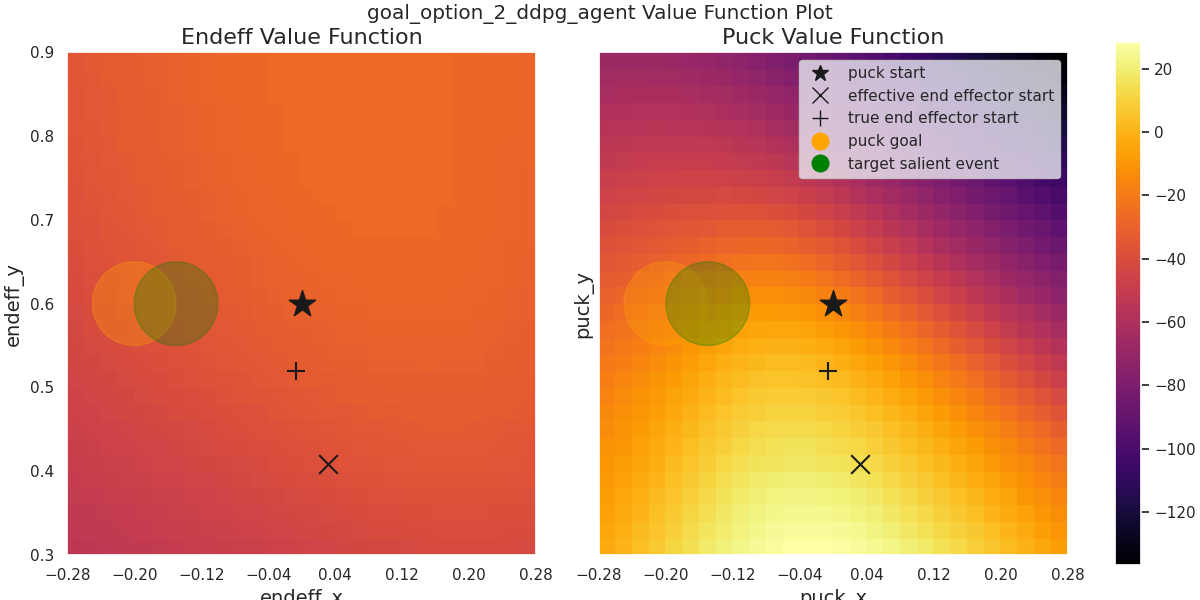 goal_option_2_ddpg_agent Value Function Plot
Endeff Value Function
endeff_y
0.9
0.8
0.7
0.6
0.5
0.4
0.3
−0.28 −0.20 −0.12 −0.04 0.04 0.12 0.20 0.28
endeff_x
Puck Value Function
puck_y
puck start
effective end effector start
true end effector start
puck goal
target salient event
−0.28 −0.20 −0.12 −0.04 0.04 0.12 0.20 0.28
puck_x
20
0
−20
−40
−60
−80
−100
−120